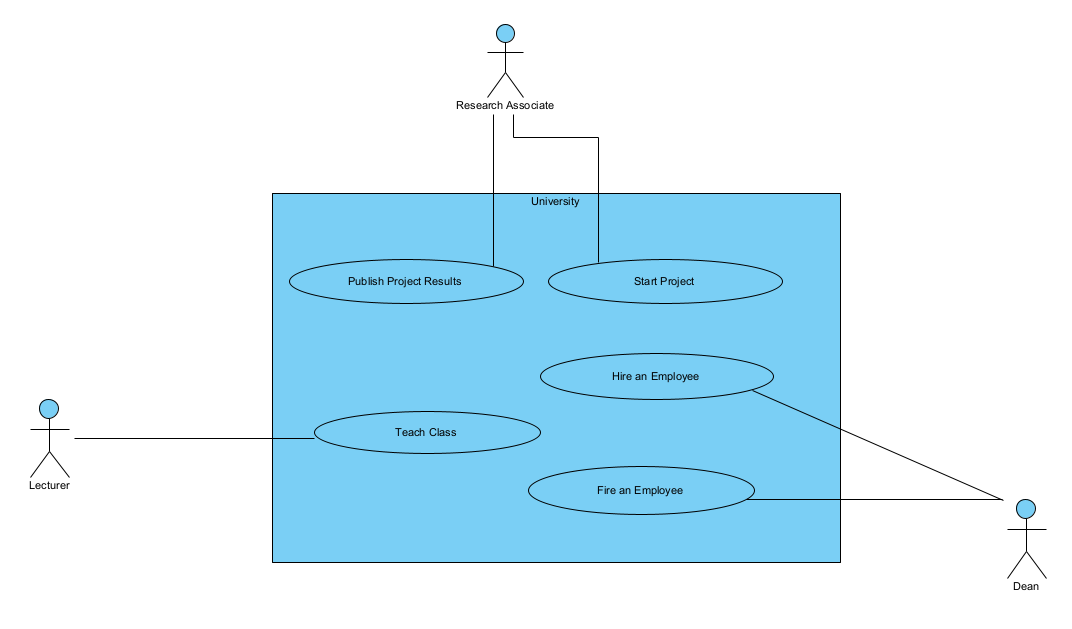 Research Associate
University
Publish Project Results
Start Project
Hire an Employee
Teach Class
Lecturer
Fire an Employee
Dean